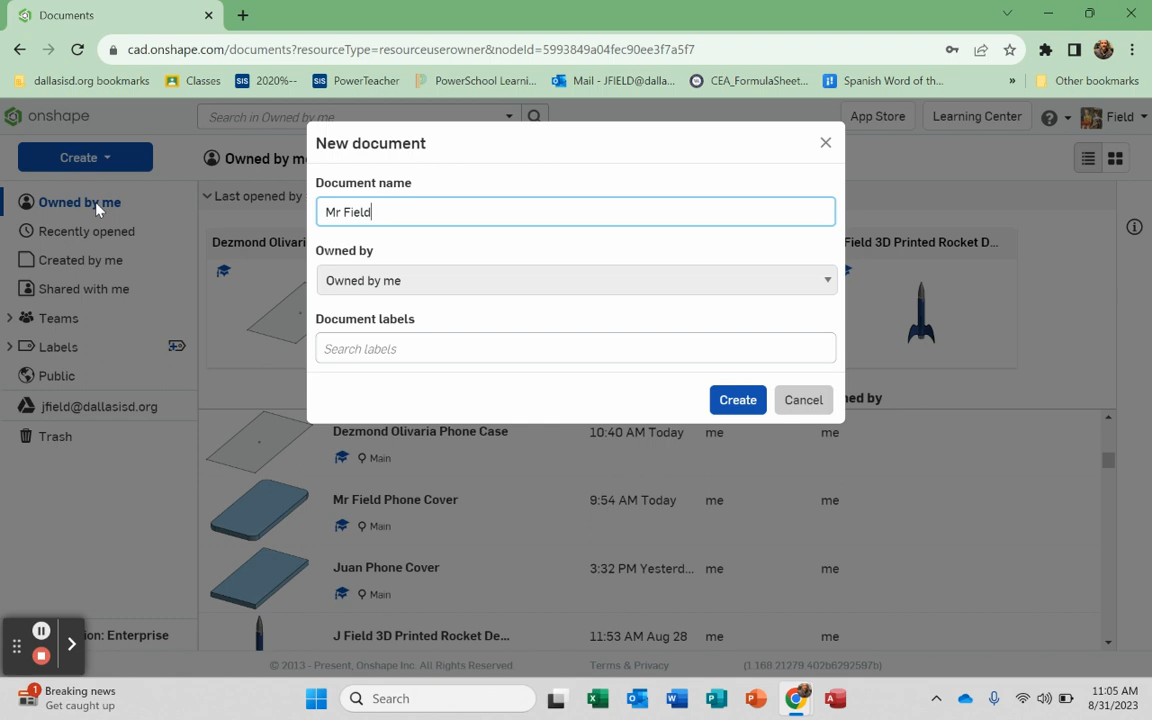 Documents
cad.onshape.com/documents?resourceType=resourceuserowner&nodeId=5993849a04fec90ee3f7a5f7
dallasisd.org bookmarks
Classes
SIS 2020%--
SIS PowerTeacher
PowerSchool Learni...
Mail - JFIELD@dalla...
CEA_FormulaSheet...
Spanish Word of th...
»
Other bookmarks
onshape
Search in Owned by me
App Store
Learning Center
Field
Create
Owned by m
New document
Document name
Mr Field
Owned by
Owned by me
Document labels
Search labels
Create
Cancel
Owned by me
Recently opened
Created by me
Shared with me
Teams
Labels
Public
jfield@dallasisd.org
Trash
ion: Enterprise
Last opened by
Dezmond Olivari
Field 3D Printed Rocket D...
ed by
Dezmond Olivaria Phone Case 10:40 AM Today me me
Main
Mr Field Phone Cover 9:54 AM Today me me
Main
Juan Phone Cover 3:32 PM Yesterd... me me
Main
J Field 3D Printed Rocket De... 11:53 AM Aug 28 me me
© 2013 - Present, Onshape Inc. All Rights Reserved. Terms & Privacy (1.168.21279.402b6292597b)
1
Breaking news
Get caught up
Search
11:05 AM
8/31/2023